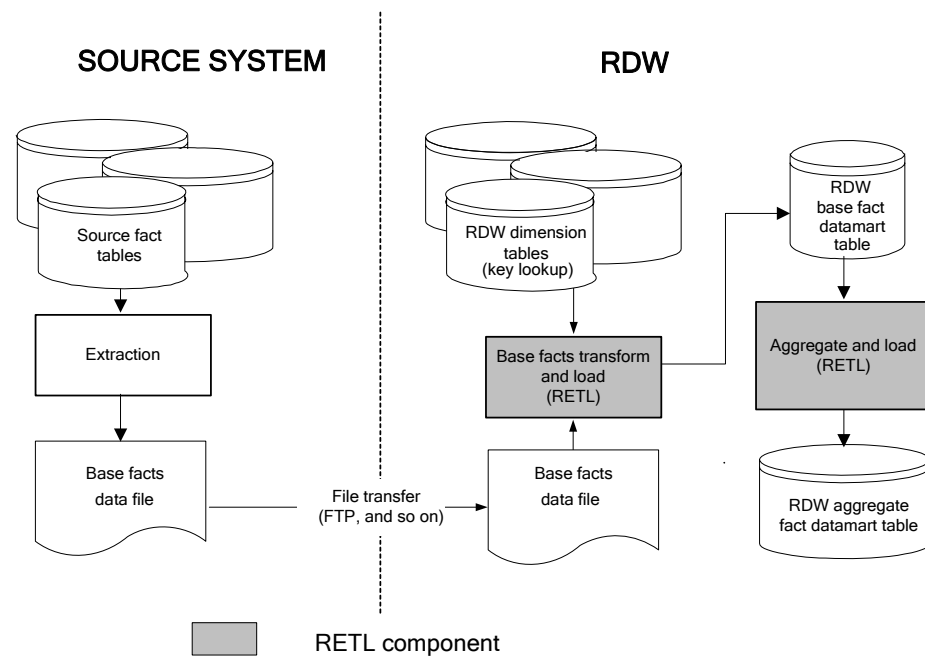 SOURCE SYSTEM
RDW
Source fact
tables
Extraction
Base facts
data file
File transfer
(FTP, and so on)
RDW dimension
tables
(key lookup)
Base facts transform
and load
(RETL)
Base facts
data file
RDW
base fact
datamart
table
Aggregate and load
(RETL)
RDW aggregate
fact datamart table
RETL component